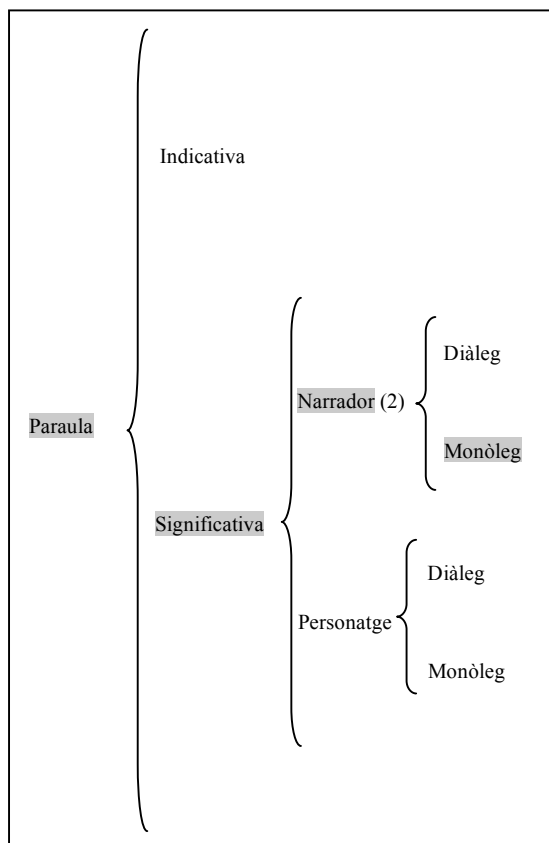 Indicativa
Diàleg
Narrador (2)
Paraula
Monòleg
Significativa
Diàleg
Personatge
Monòleg